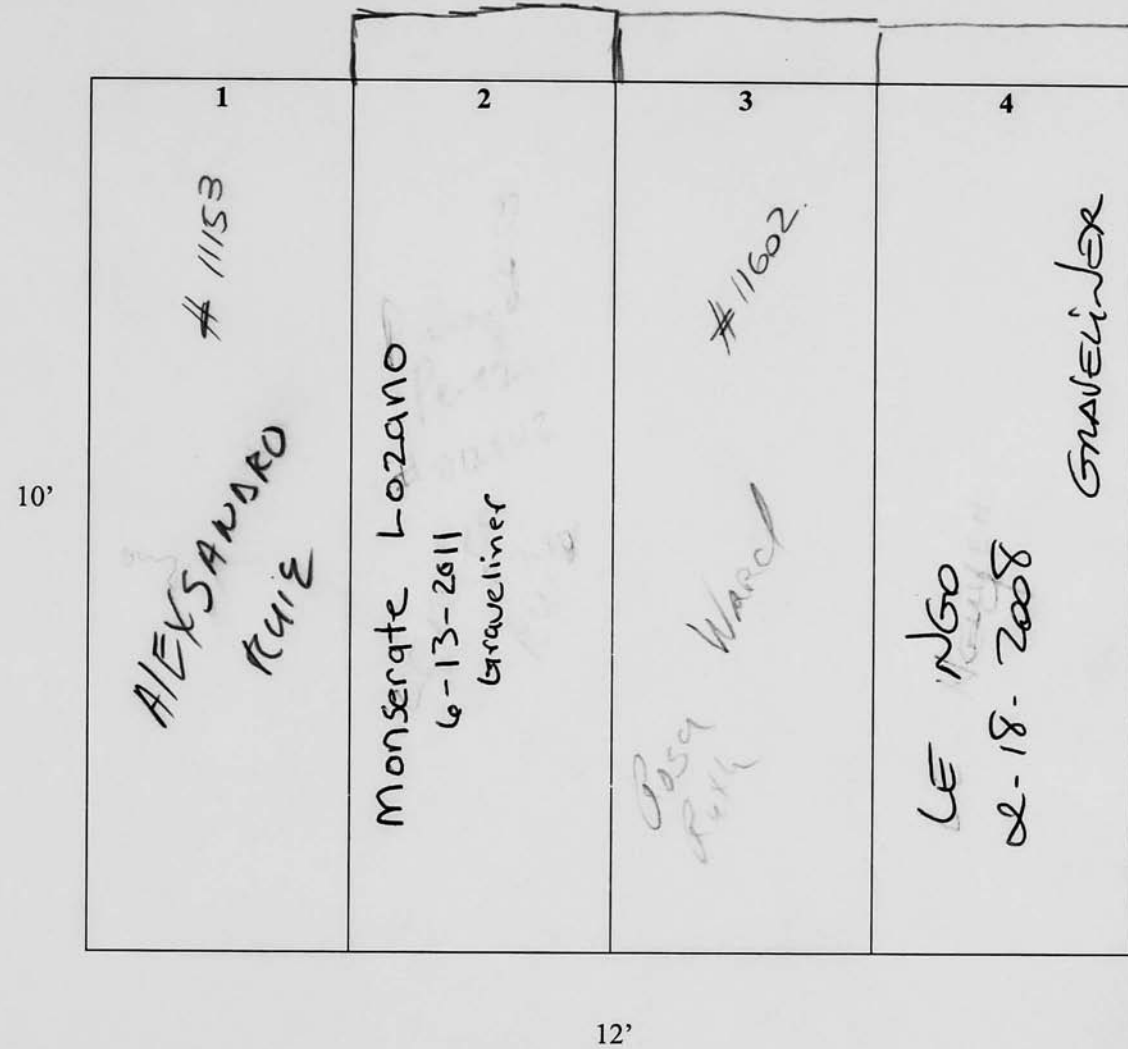 1
# 11153
AlEXSANDRO
RUIZ
2
Monserate Lozano
6-13-2011
Graveliner
3
#11602
Ward
Rosa
Ruth
4
LE NGO
2-18-2008
GRAVELINER
10’
12’